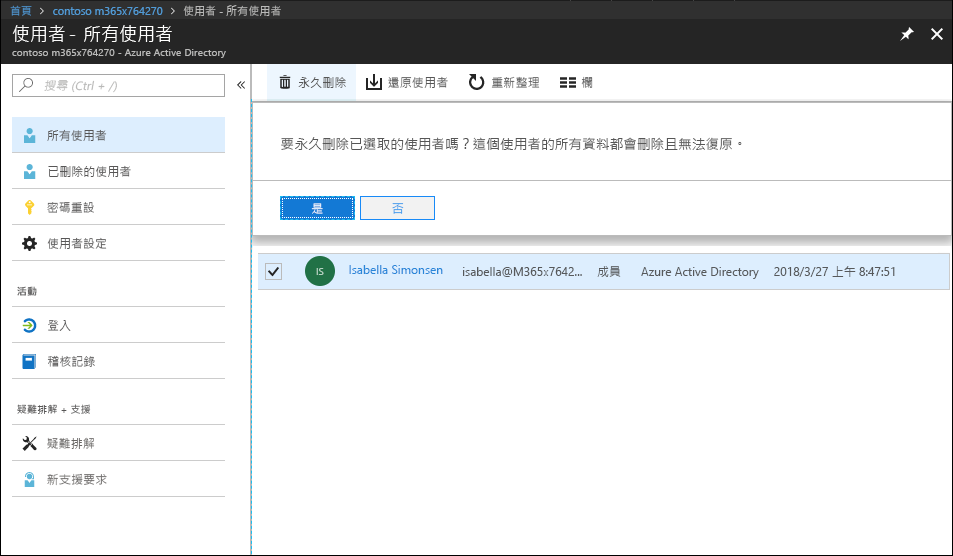 首頁 > contoso m365x764270 > 使用者 - 所有使用者
使用者 - 所有使用者
contoso m365x764270 - Azure Active Directory
搜尋 (Ctrl + /)
所有使用者
已刪除的使用者
密碼重設
使用者設定
活動
登入
稽核記錄
疑難排解 + 支援
疑難排解
新支援要求
永久刪除 還原使用者 重新整理 欄
要永久刪除已選取的使用者嗎？這個使用者的所有資料都會刪除且無法復原。
是 否
IS Isabella Simonsen isabella@M365x7642... 成員 Azure Active Directory 2018/3/27 上午 8:47:51